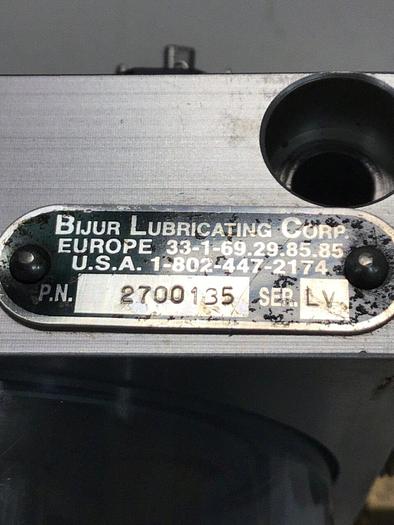 BIJUR LUBRICATING CORP.
EUROPE 33-1-69.29.85.85
U.S.A. 1-802-447-2174
P.N. 2700135 SER. LV